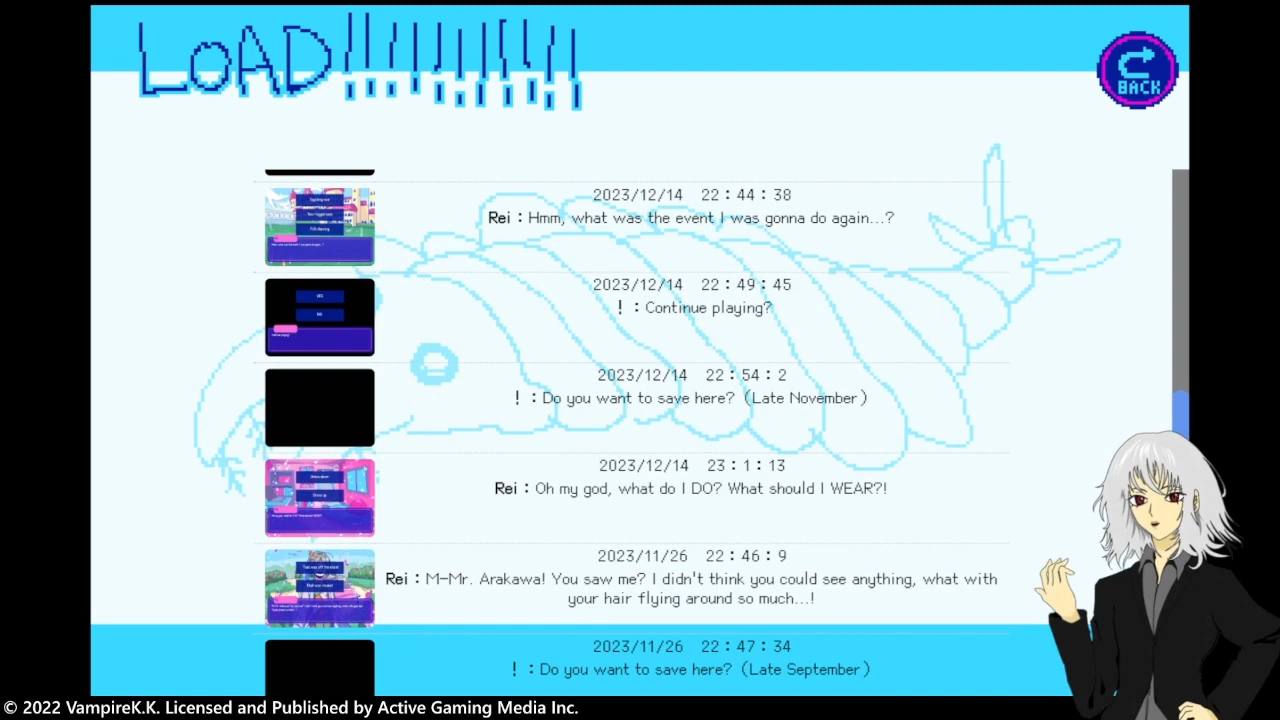 LOAD!!!!!!!!!!!!
BACK
2023/12/14 22:44:38
Rei : Hmm, what was the event I was gonna do again...?
2023/12/14 22:49:45
! : Continue playing?
2023/12/14 22:54:2
! : Do you want to save here? (Late November)
2023/12/14 23:1:13
Rei : Oh my god, what do I DO? What should I WEAR?!
2023/11/26 22:46:9
Rei : M-Mr. Arakawa! You saw me? I didn't think you could see anything, what with
your hair flying around so much...!
2023/11/26 22:47:34
! : Do you want to save here? (Late September)
© 2022 VampireK.K. Licensed and Published by Active Gaming Media Inc.